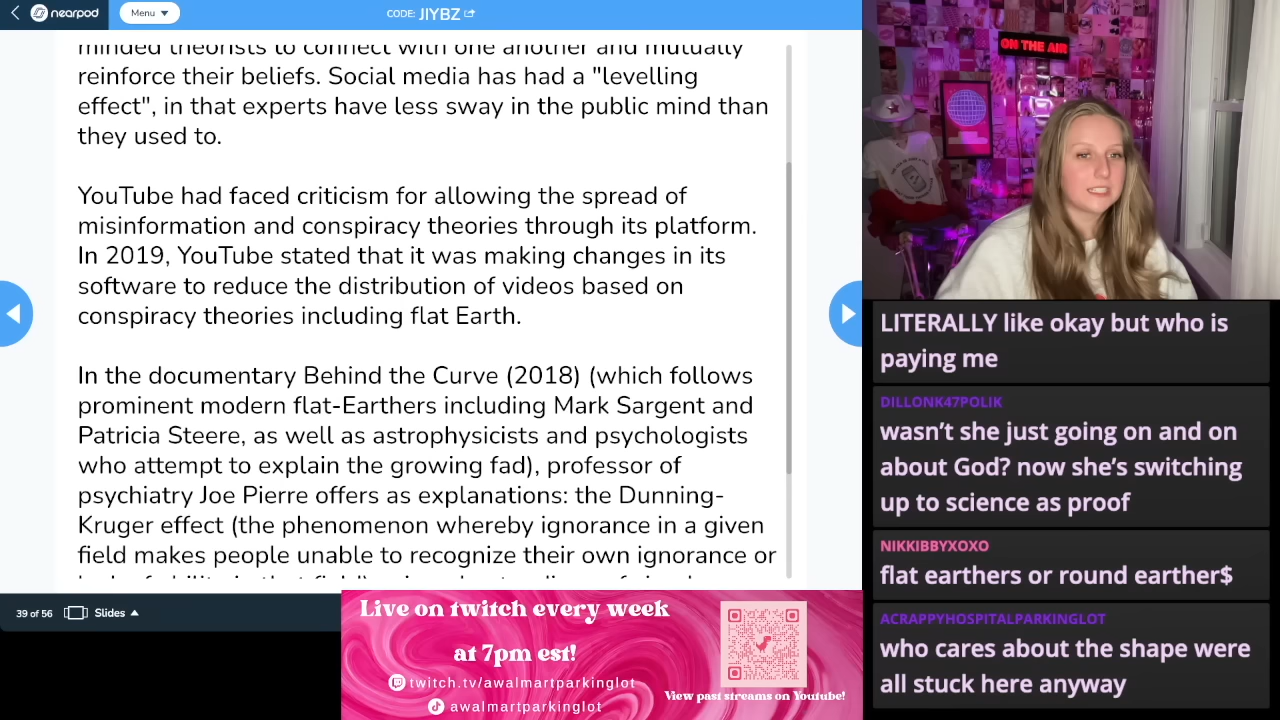 nearpod
Menu
CODE: JIYBZ
minded theorists to connect with one another and mutually
reinforce their beliefs. Social media has had a "levelling
effect", in that experts have less sway in the public mind than
they used to.
YouTube had faced criticism for allowing the spread of
misinformation and conspiracy theories through its platform.
In 2019, YouTube stated that it was making changes in its
software to reduce the distribution of videos based on
conspiracy theories including flat Earth.
In the documentary Behind the Curve (2018) (which follows
prominent modern flat-Earthers including Mark Sargent and
Patricia Steere, as well as astrophysicists and psychologists
who attempt to explain the growing fad), professor of
psychiatry Joe Pierre offers as explanations: the Dunning-
Kruger effect (the phenomenon whereby ignorance in a given
field makes people unable to recognize their own ignorance or
39 of 56
Slides
Live on twitch every week
at 7pm est!
twitch.tv/awalmartparkinglot
awalmartparkinglot
View past streams on Youtube!
ON THE AIR
LITERALLY like okay but who is
paying me
DILLONK47POLIK
wasn’t she just going on and on
about God? now she’s switching
up to science as proof
NIKKIBBYXOXO
flat earthers or round earther$
ACRAPPYHOSPITALPARKINGLOT
who cares about the shape were
all stuck here anyway